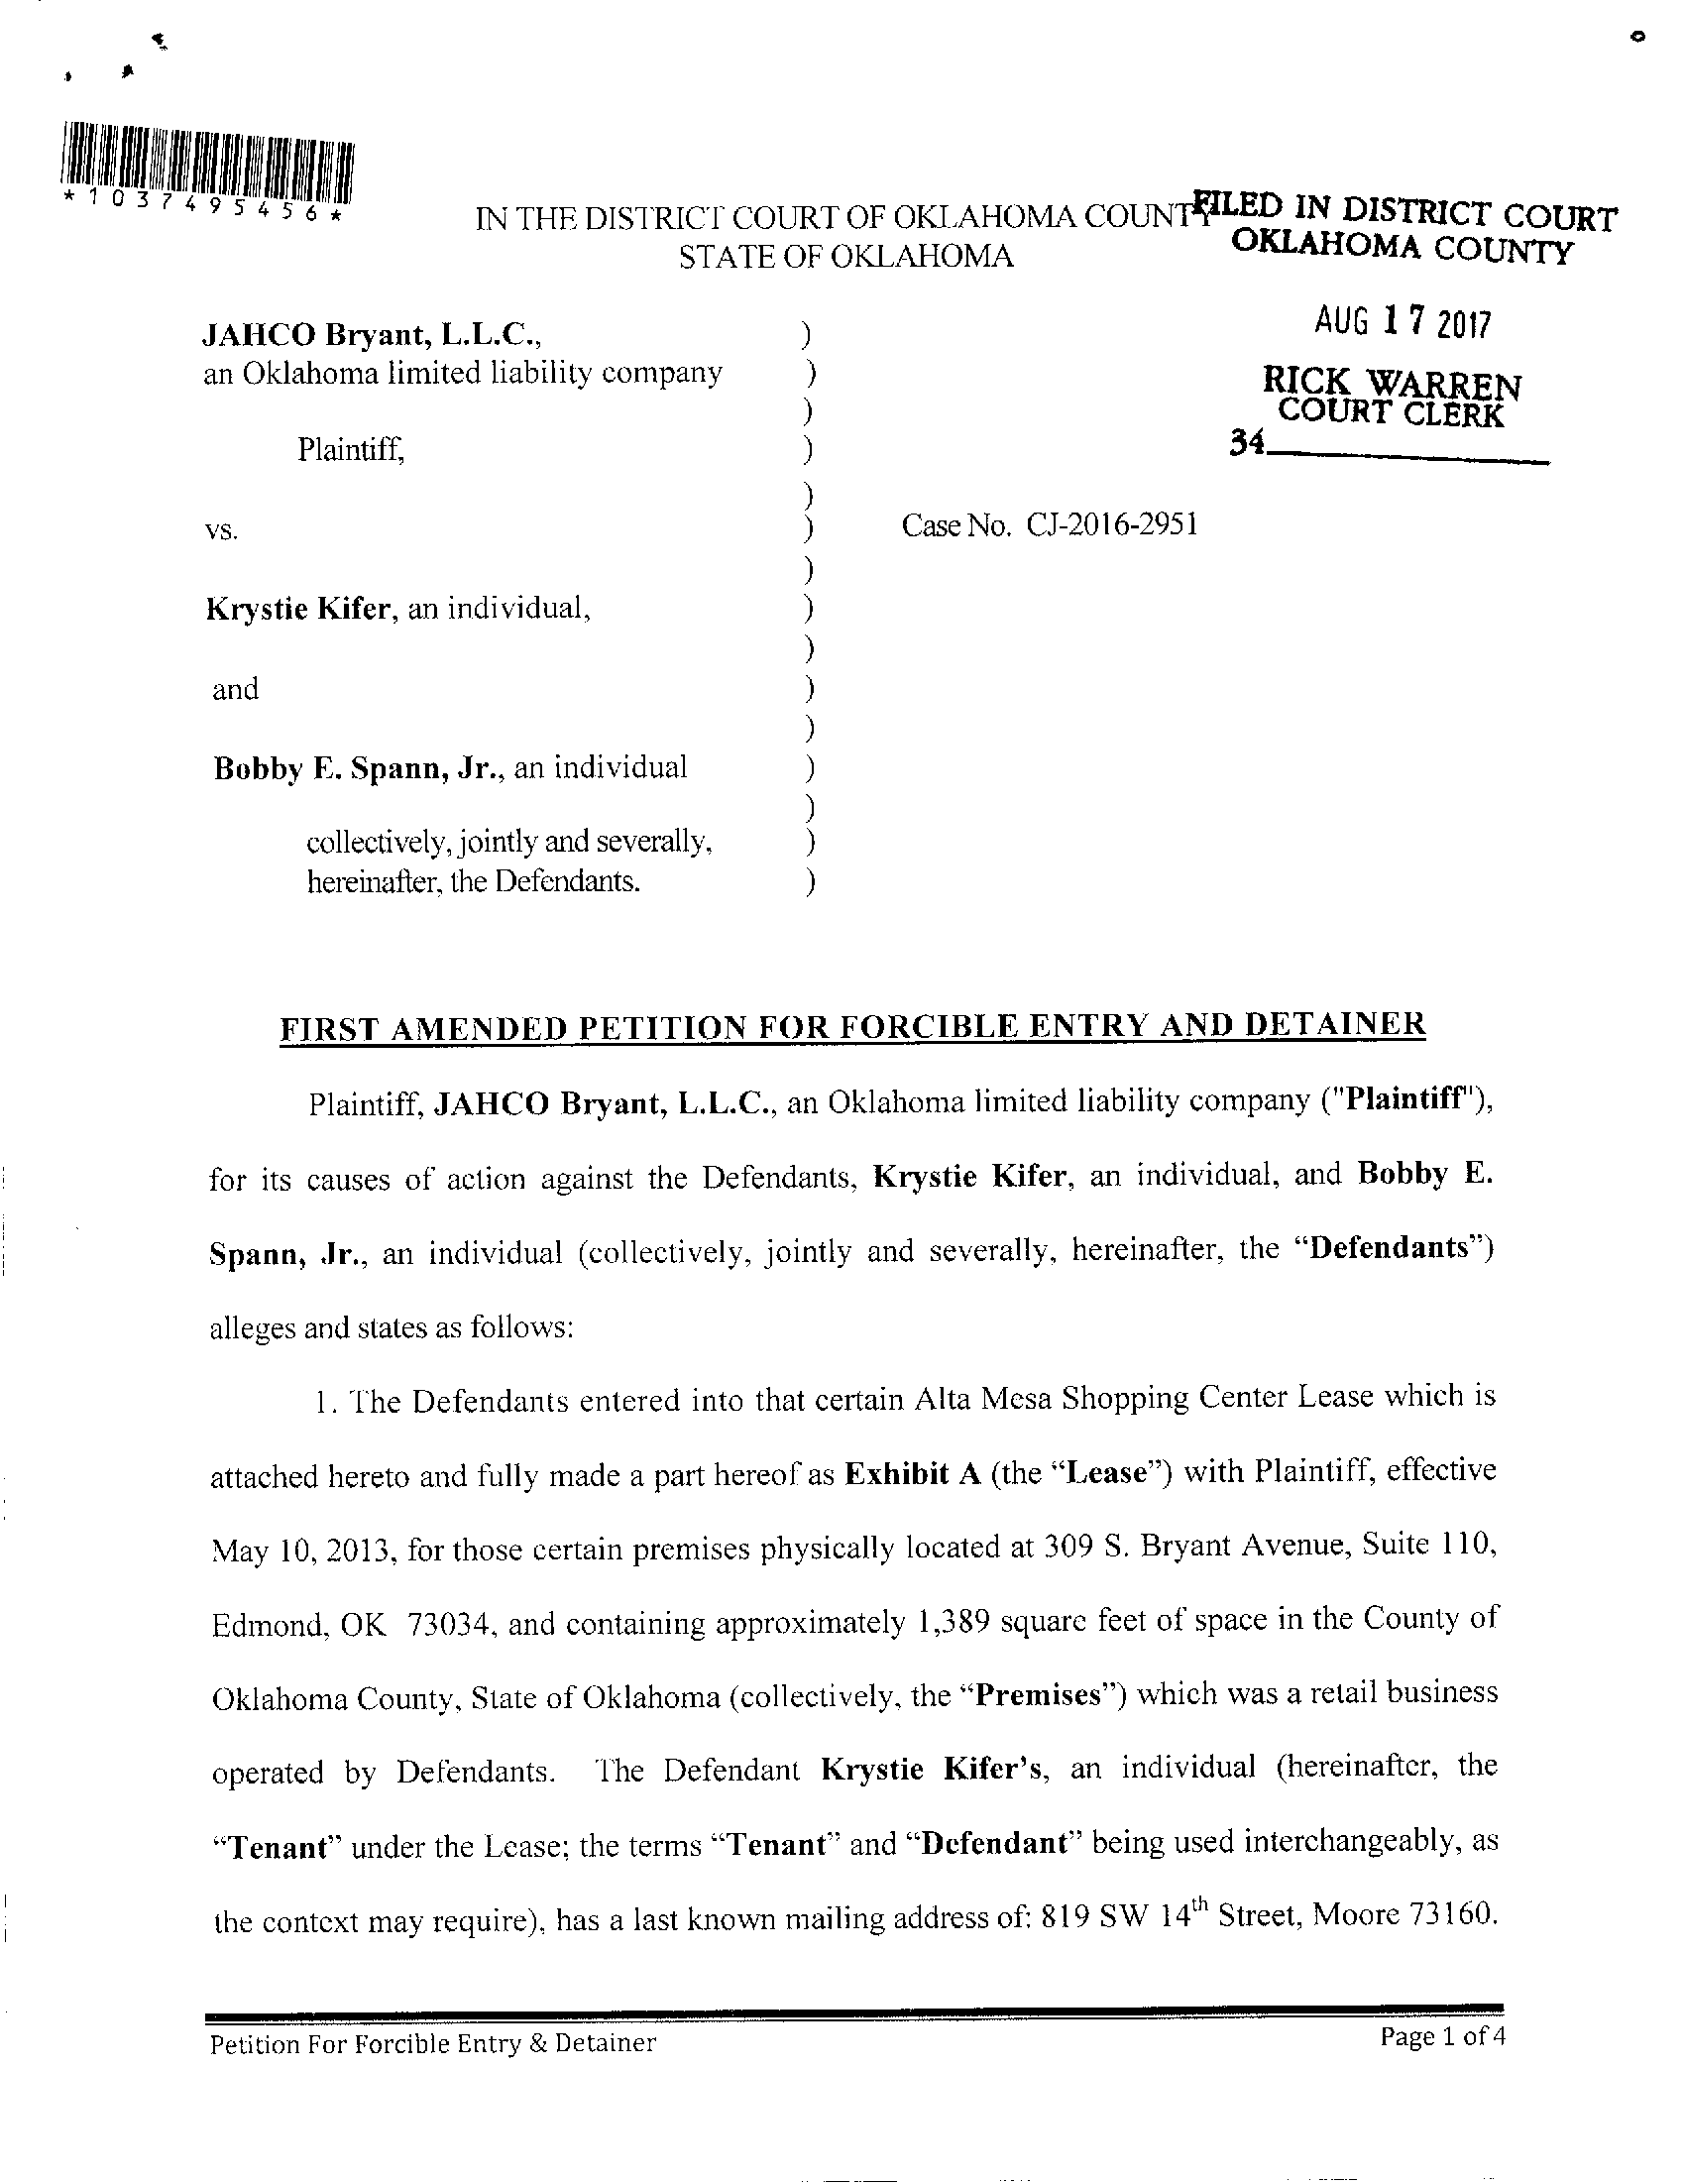 *1037495456*
IN THE DISTRICT COURT OF OKLAHOMA COUNTY
STATE OF OKLAHOMA
FILED IN DISTRICT COURT
OKLAHOMA COUNTY
AUG 17 2017
RICK WARREN
COURT CLERK
34
JAHCO Bryant, L.L.C., )
an Oklahoma limited liability company )
)
Plaintiff, )
)
vs. ) Case No. CJ-2016-2951
)
Krystie Kifer, an individual, )
)
and )
)
Bobby E. Spann, Jr., an individual )
)
collectively, jointly and severally, )
hereinafter, the Defendants. )
FIRST AMENDED PETITION FOR FORCIBLE ENTRY AND DETAINER
Plaintiff, JAHCO Bryant, L.L.C., an Oklahoma limited liability company ("Plaintiff"),
for its causes of action against the Defendants, Krystie Kifer, an individual, and Bobby E.
Spann, Jr., an individual (collectively, jointly and severally, hereinafter, the “Defendants”)
alleges and states as follows:
1. The Defendants entered into that certain Alta Mesa Shopping Center Lease which is
attached hereto and fully made a part hereof as Exhibit A (the “Lease”) with Plaintiff, effective
May 10, 2013, for those certain premises physically located at 309 S. Bryant Avenue, Suite 110,
Edmond, OK 73034, and containing approximately 1,389 square feet of space in the County of
Oklahoma County, State of Oklahoma (collectively, the “Premises”) which was a retail business
operated by Defendants. The Defendant Krystie Kifer's, an individual (hereinafter, the
“Tenant” under the Lease; the terms “Tenant” and “Defendant” being used interchangeably, as
the context may require), has a last known mailing address of: 819 SW 14th Street, Moore 73160.
Petition For Forcible Entry & Detainer Page 1 of 4